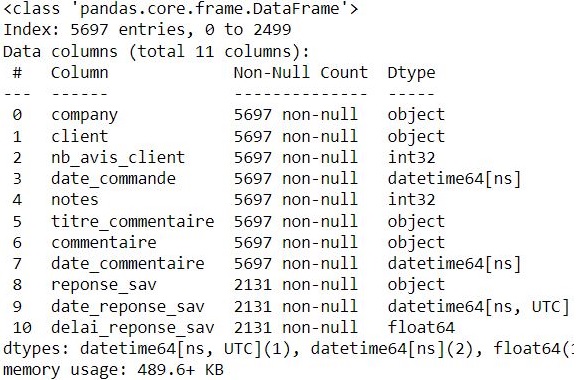 <class 'pandas.core.frame.DataFrame'>
Index: 5697 entries, 0 to 2499
Data columns (total 11 columns):
 #   Column             Non-Null Count  Dtype
---  ------             --------------  -----
 0   company            5697 non-null   object
 1   client             5697 non-null   object
 2   nb_avis_client     5697 non-null   int32
 3   date_commande      5697 non-null   datetime64[ns]
 4   notes              5697 non-null   int32
 5   titre_commentaire  5697 non-null   object
 6   commentaire        5697 non-null   object
 7   date_commentaire   5697 non-null   datetime64[ns]
 8   reponse_sav        2131 non-null   object
 9   date_reponse_sav   2131 non-null   datetime64[ns, UTC]
 10  delai_reponse_sav  2131 non-null   float64
dtypes: datetime64[ns, UTC](1), datetime64[ns](2), float64(
memory usage: 489.6+ KB